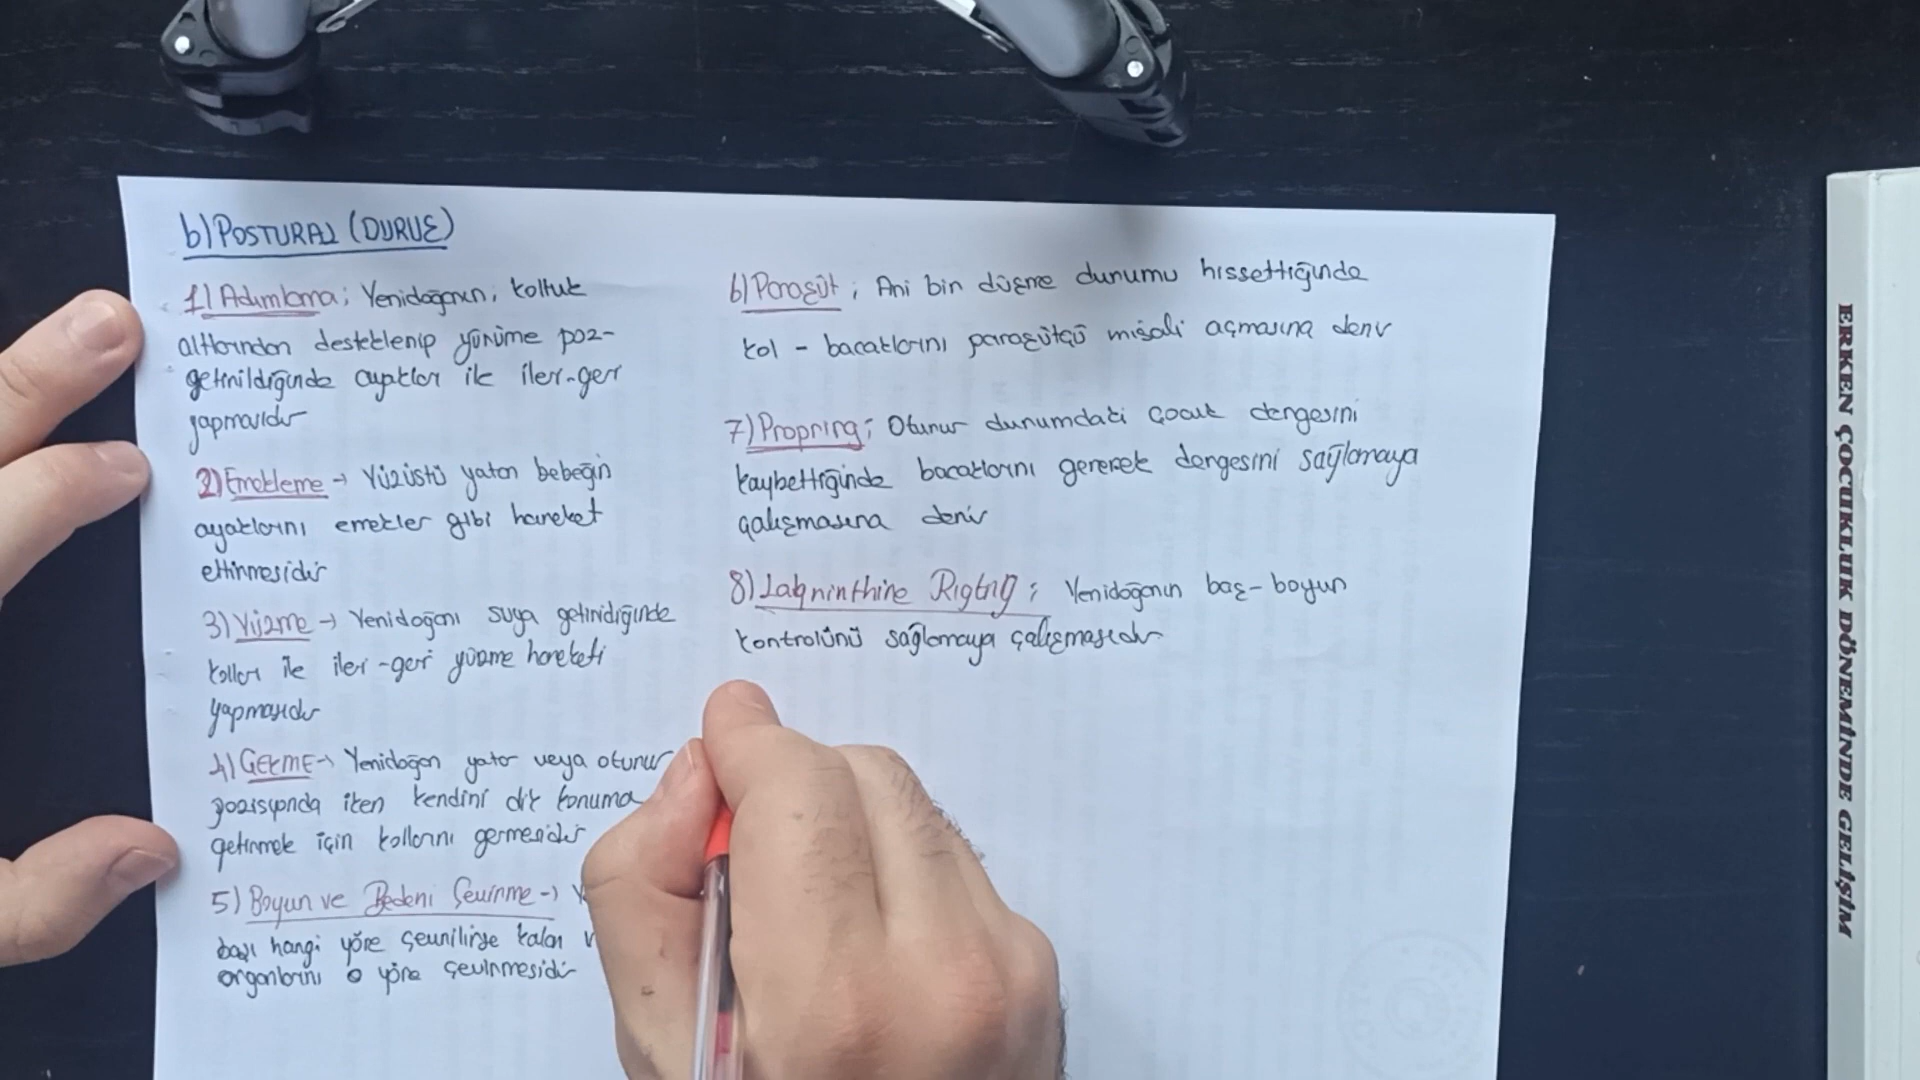 b) POSTURAL (DURUŞ)
1) Adımlama; Yenidoğanın; koltuk
altlarından desteklenip yürüme poz-
getirildiğinde ayaklar ile ileri-geri
yapmasıdır
2) Emekleme → Yüzüstü yatan bebeğin
ayaklarını emekler gibi hareket
ettirmesidir
3) Yüzme → Yenidoğanı suya getirildiğinde
kollar ile ileri-geri yüzme hareketi
yapmasıdır
4) GERME → Yenidoğan yatar veya oturur
pozisyonda iken kendini dik konuma
getirmek için kollarını germesidir
5) Boyun ve Bedeni Çevirme →
başı hangi yöne çevrilirse kalan
organlarını o yöne çevirmesidir
6) Paraşüt; Ani bir düşme durumu hissettiğinde
kol - bacaklarını paraşütçü misali açmasına denir
7) Propring; Oturur durumdaki çocuk dengesini
kaybettiğinde bacaklarını gererek dengesini sağlamaya
çalışmasına denir
8) Labyrinthine Rigting; Yenidoğanın baş-boyun
kontrolünü sağlamaya çalışmasıdır
ERKEN ÇOCUKLUK DÖNEMİNDE GELİŞİM